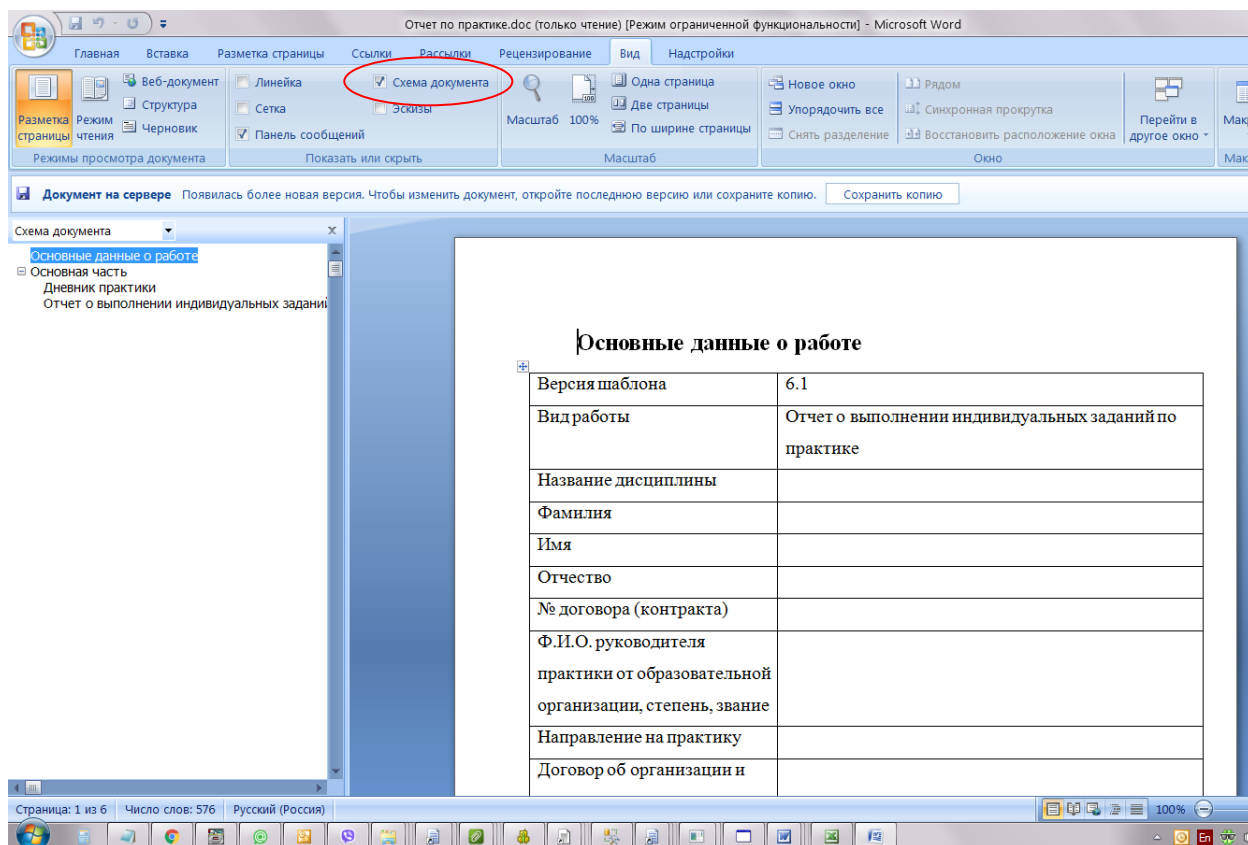 Отчет по практике.doc (только чтение) [Режим ограниченной функциональности] - Microsoft Word
Главная Вставка Разметка страницы Ссылки Рассылки Рецензирование Вид Надстройки
Разметка страницы
Режим чтения
Веб-документ
Структура
Черновик
Режимы просмотра документа
Линейка
Сетка
Панель сообщений
Схема документа
Эскизы
Показать или скрыть
Масштаб
100%
Одна страница
Две страницы
По ширине страницы
Масштаб
Новое окно
Упорядочить все
Снять разделение
Рядом
Синхронная прокрутка
Восстановить расположение окна
Перейти в другое окно
Окно
Документ на сервере Появилась более новая версия. Чтобы изменить документ, откройте последнюю версию или сохраните копию. Сохранить копию
Схема документа
Основные данные о работе
Основная часть
Дневник практики
Отчет о выполнении индивидуальных
Основные данные о работе
Версия шаблона 6.1
Вид работы Отчет о выполнении индивидуальных заданий по
практике
Название дисциплины
Фамилия
Имя
Отчество
№ договора (контракта)
Ф.И.О. руководителя
практики от образовательной
организации, степень, звание
Направление на практику
Договор об организации и
Страница: 1 из 6 Число слов: 576 Русский (Россия) 100%
En